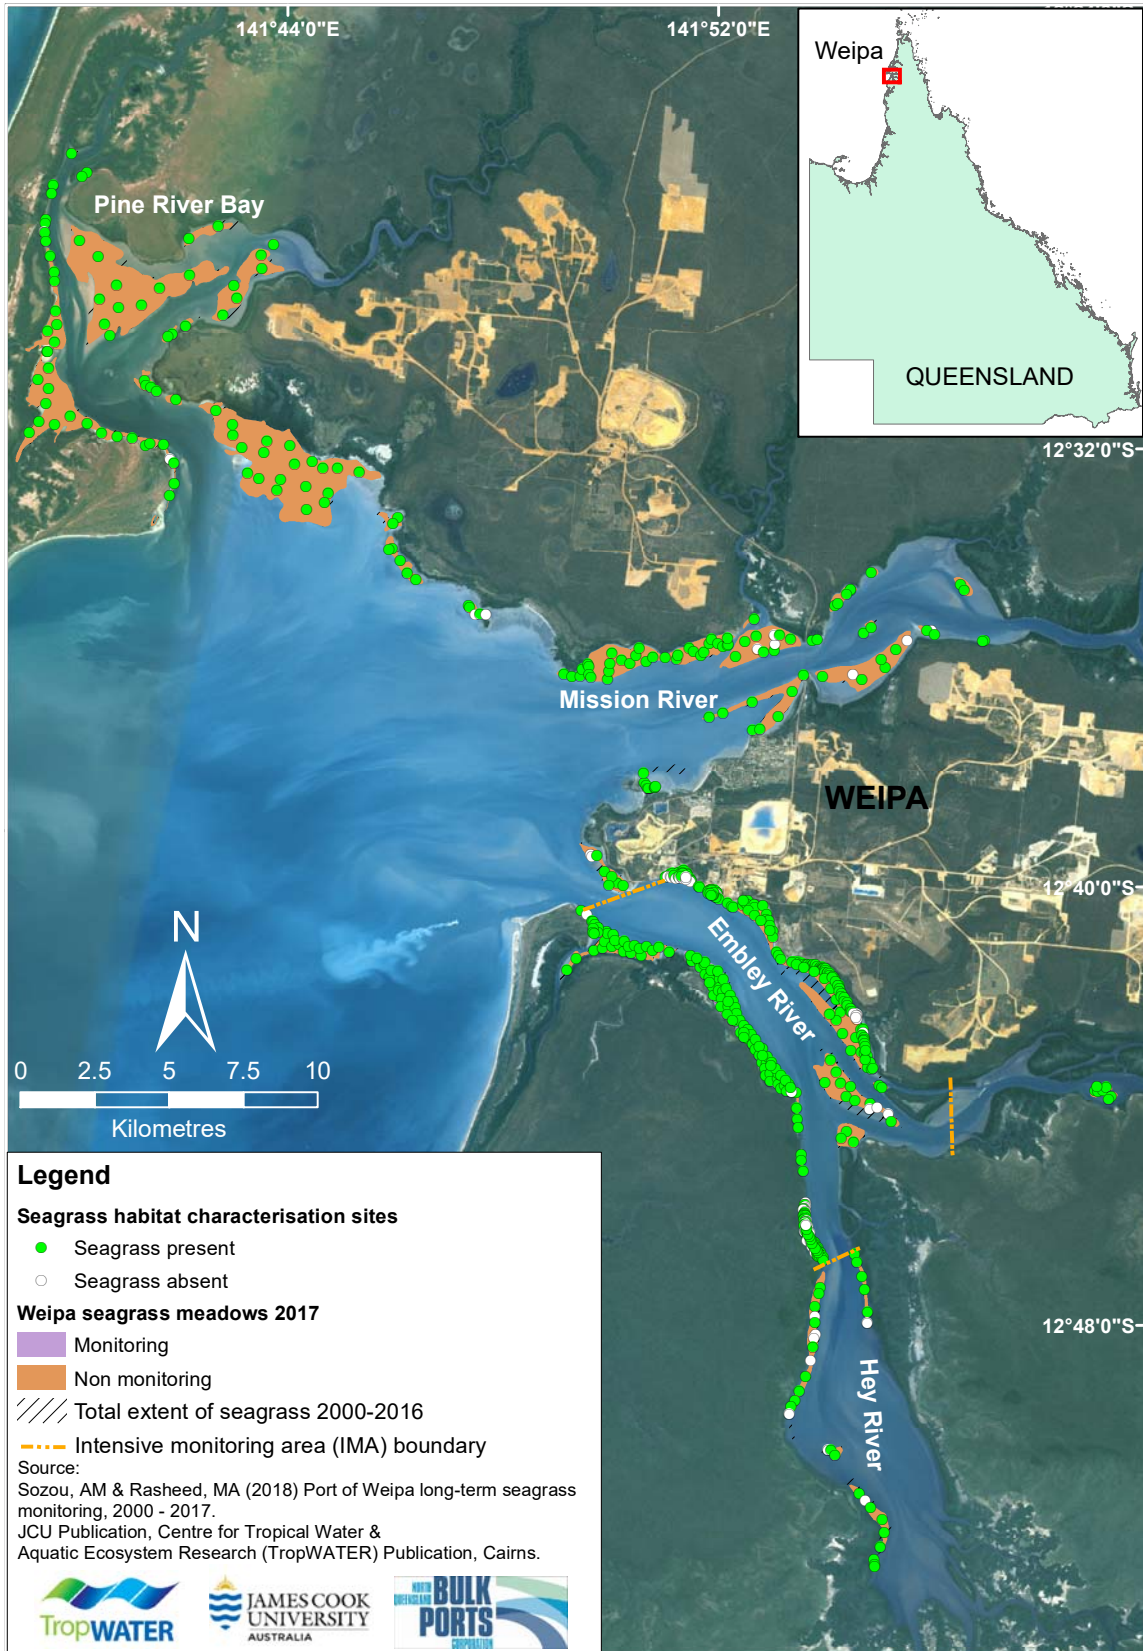 141°44'0"E
141°52'0"E
Weipa
QUEENSLAND
Pine River Bay
12°32'0"S
Mission River
WEIPA
12°40'0"S
Embley River
N
0 2.5 5 7.5 10
Kilometres
12°48'0"S
Hey River
Legend
Seagrass habitat characterisation sites
Seagrass present
Seagrass absent
Weipa seagrass meadows 2017
Monitoring
Non monitoring
Total extent of seagrass 2000-2016
Intensive monitoring area (IMA) boundary
Source:
Sozou, AM & Rasheed, MA (2018) Port of Weipa long-term seagrass
monitoring, 2000 - 2017.
JCU Publication, Centre for Tropical Water &
Aquatic Ecosystem Research (TropWATER) Publication, Cairns.
TropWATER
JAMES COOK
UNIVERSITY
AUSTRALIA
NORTH
QUEENSLAND
BULK
PORTS
CORPORATION